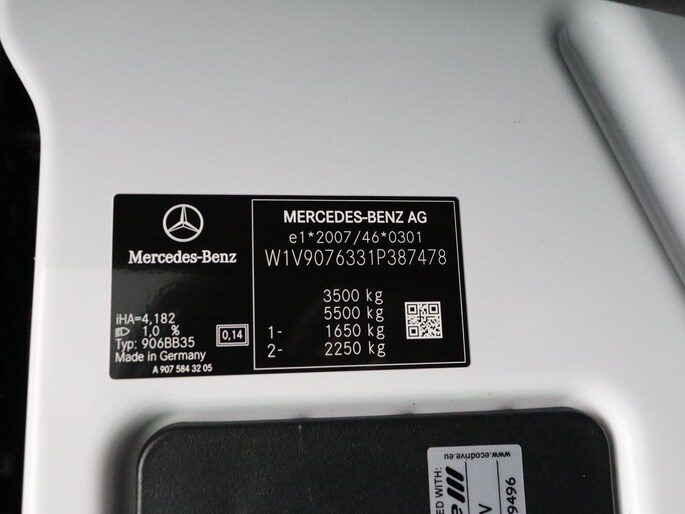 MERCEDES-BENZ AG
e1*2007/46*0301
W1V9076331P387478
3500 kg
5500 kg
1- 1650 kg
2- 2250 kg
Mercedes-Benz
iHA=4,182
1,0 %
Typ: 906BB35
0,14
Made in Germany
A 907 584 32 05
www.ecodrive.eu
WITH:
9496